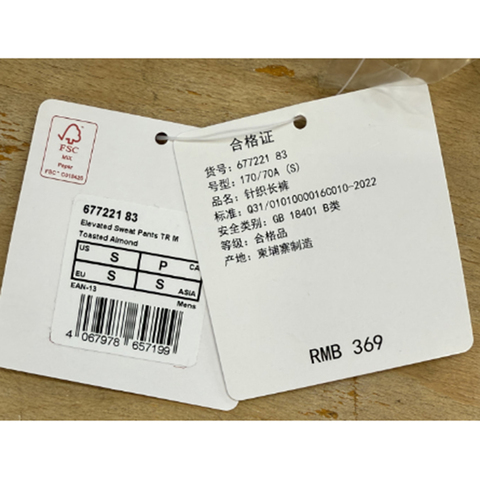 FSC
MIX
Paper
677221 83
Elevated Sweat Pants TR M
Toasted Almond
US S P CA
EU S S ASIA
EAN-13
Mens
4 067978 657199
合格证
货号: 677221 83
号型: 170/70A (S)
品名: 针织长裤
标准: Q31/01010000160010-2022
安全类别: GB 18401 B类
等级: 合格品
产地: 柬埔寨制造
RMB 369